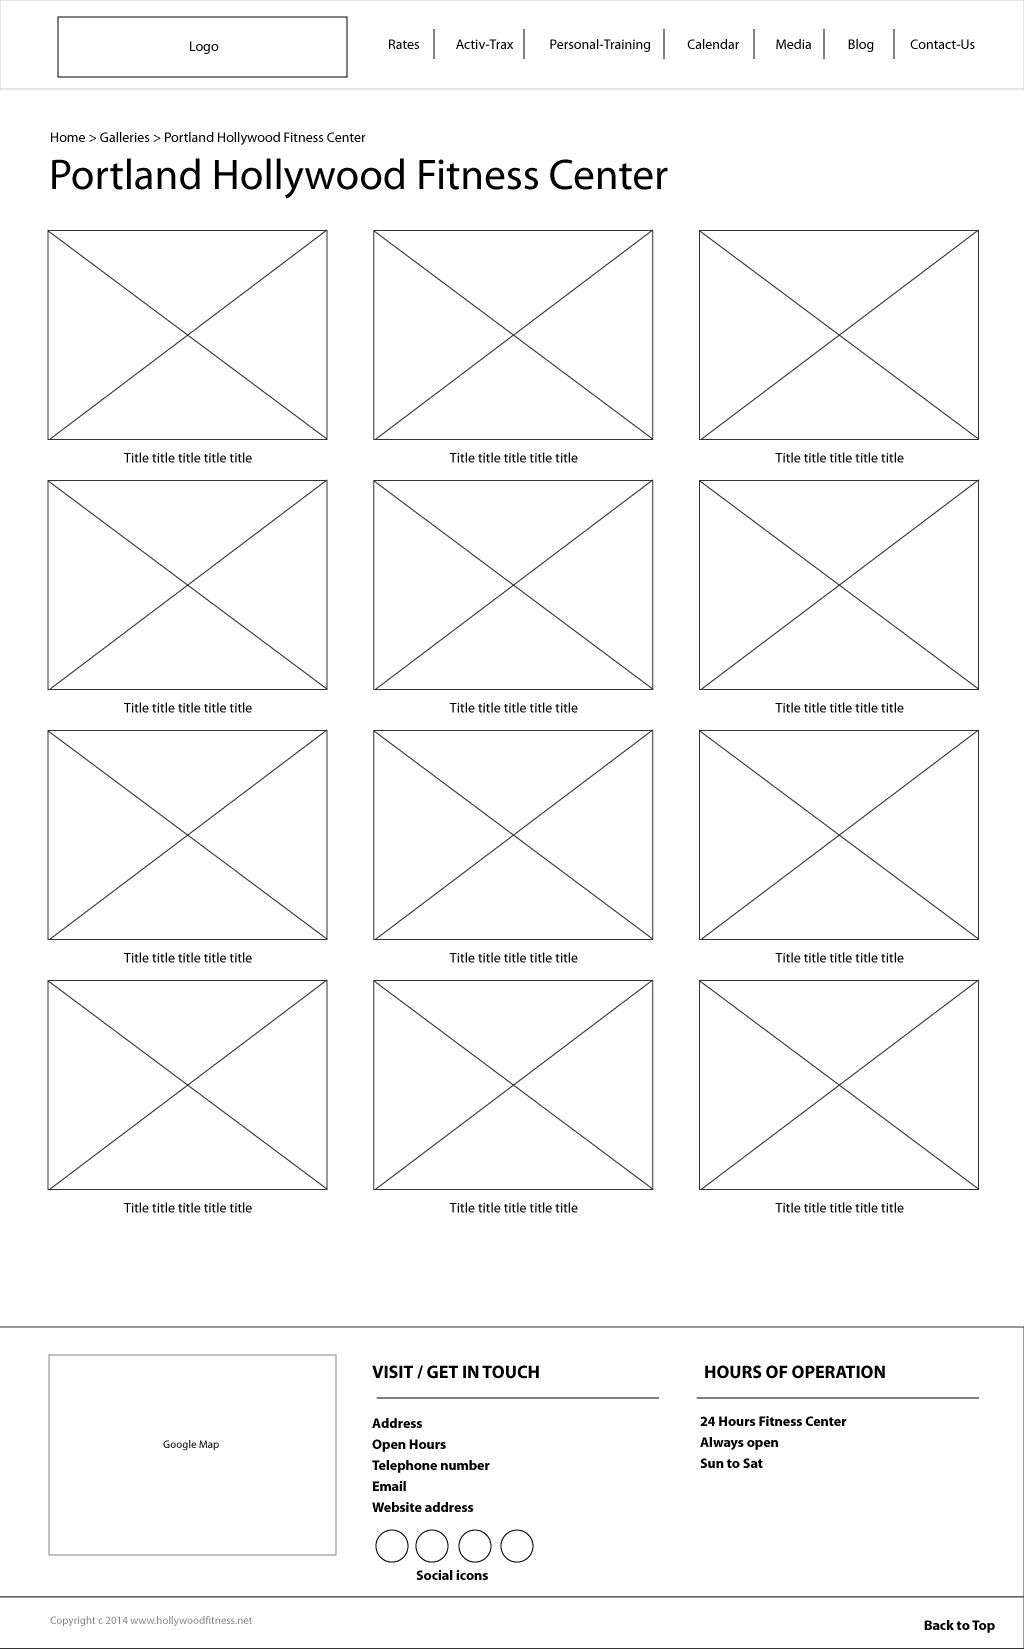 Logo
Rates
Activ-Trax
Personal-Training
Calendar
Media
Blog
Contact-Us
Home > Galleries > Portland Hollywood Fitness Center
Portland Hollywood Fitness Center
Title title title title title
Title title title title title
Title title title title title
Title title title title title
Title title title title title
Title title title title title
Title title title title title
Title title title title title
Title title title title title
Title title title title title
Title title title title title
Title title title title title
Google Map
VISIT / GET IN TOUCH
Address
Open Hours
Telephone number
Email
Website address
Social icons
HOURS OF OPERATION
24 Hours Fitness Center
Always open
Sun to Sat
Copyright c 2014 www.hollywoodfitness.net
Back to Top